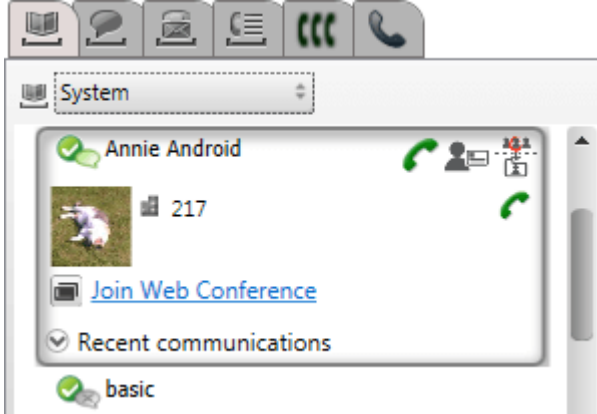 System
Annie Android
217
Join Web Conference
Recent communications
basic